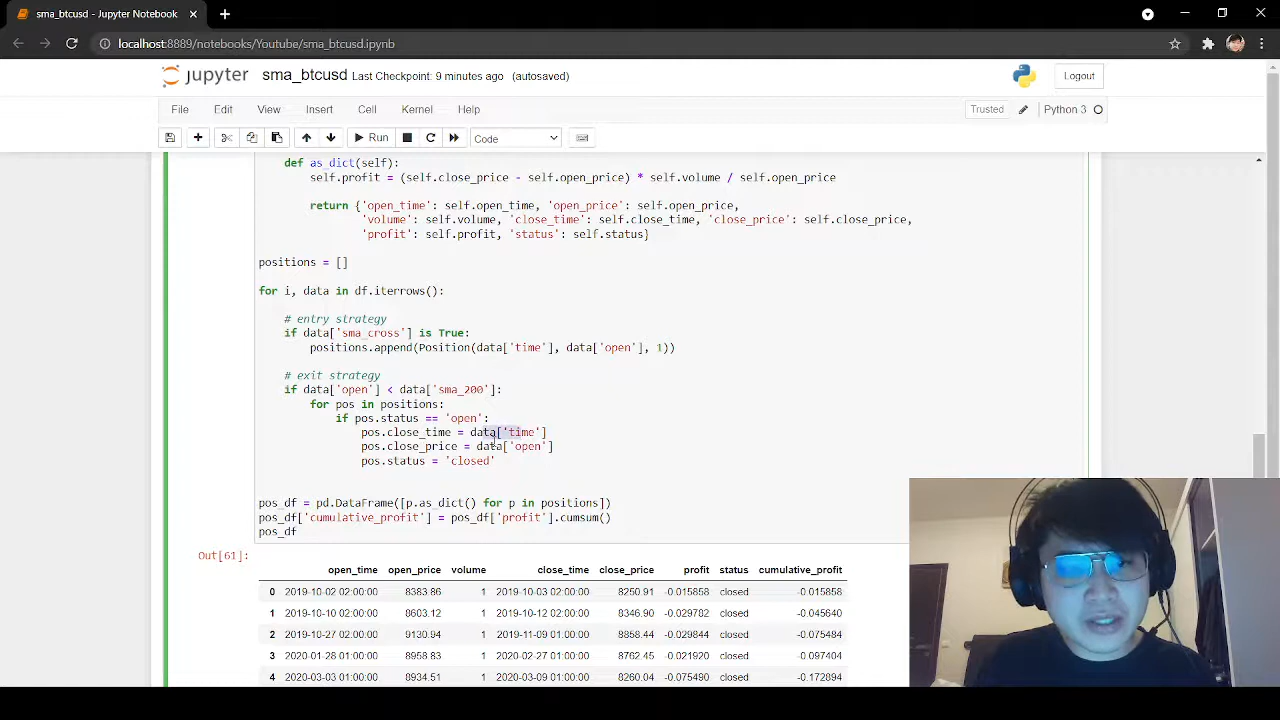 sma_btcusd - Jupyter Notebook
localhost:8889/notebooks/Youtube/sma_btcusd.ipynb
jupyter sma_btcusd Last Checkpoint: 9 minutes ago (autosaved) Logout
File Edit View Insert Cell Kernel Help Trusted Python 3
Run Code
def as_dict(self):
self.profit = (self.close_price - self.open_price) * self.volume / self.open_price
return {'open_time': self.open_time, 'open_price': self.open_price,
'volume': self.volume, 'close_time': self.close_time, 'close_price': self.close_price,
'profit': self.profit, 'status': self.status}
positions = []
for i, data in df.iterrows():
# entry strategy
if data['sma_cross'] is True:
positions.append(Position(data['time'], data['open'], 1))
# exit strategy
if data['open'] < data['sma_200']:
for pos in positions:
if pos.status == 'open':
pos.close_time = data['time']
pos.close_price = data['open']
pos.status = 'closed'
pos_df = pd.DataFrame([p.as_dict() for p in positions])
pos_df['cumulative_profit'] = pos_df['profit'].cumsum()
pos_df
Out[61]:
open_time open_price volume close_time close_price profit status cumulative_profit
0 2019-10-02 02:00:00 8383.86 1 2019-10-03 02:00:00 8250.91 -0.015858 closed -0.015858
1 2019-10-10 02:00:00 8603.12 1 2019-10-12 02:00:00 8346.90 -0.029782 closed -0.045640
2 2019-10-27 02:00:00 9130.94 1 2019-11-09 01:00:00 8858.44 -0.029844 closed -0.075484
3 2020-01-28 01:00:00 8958.83 1 2020-02-27 01:00:00 8762.45 -0.021920 closed -0.097404
4 2020-03-03 01:00:00 8934.51 1 2020-03-09 01:00:00 8260.04 -0.075490 closed -0.172894